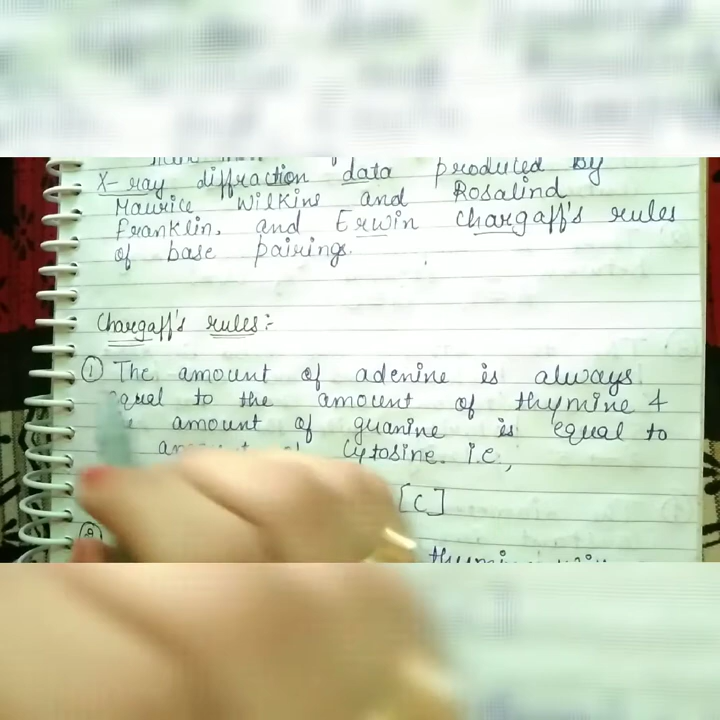 X-ray diffraction data produced by
Maurice Wilkins and Rosalind
Franklin, and Erwin Chargaff's rules
of base pairings.
Chargaff's rules:-
① The amount of adenine is always
equal to the amount of thymine &
amount of guanine is equal to
Cytosine. i.e,
[C]
②